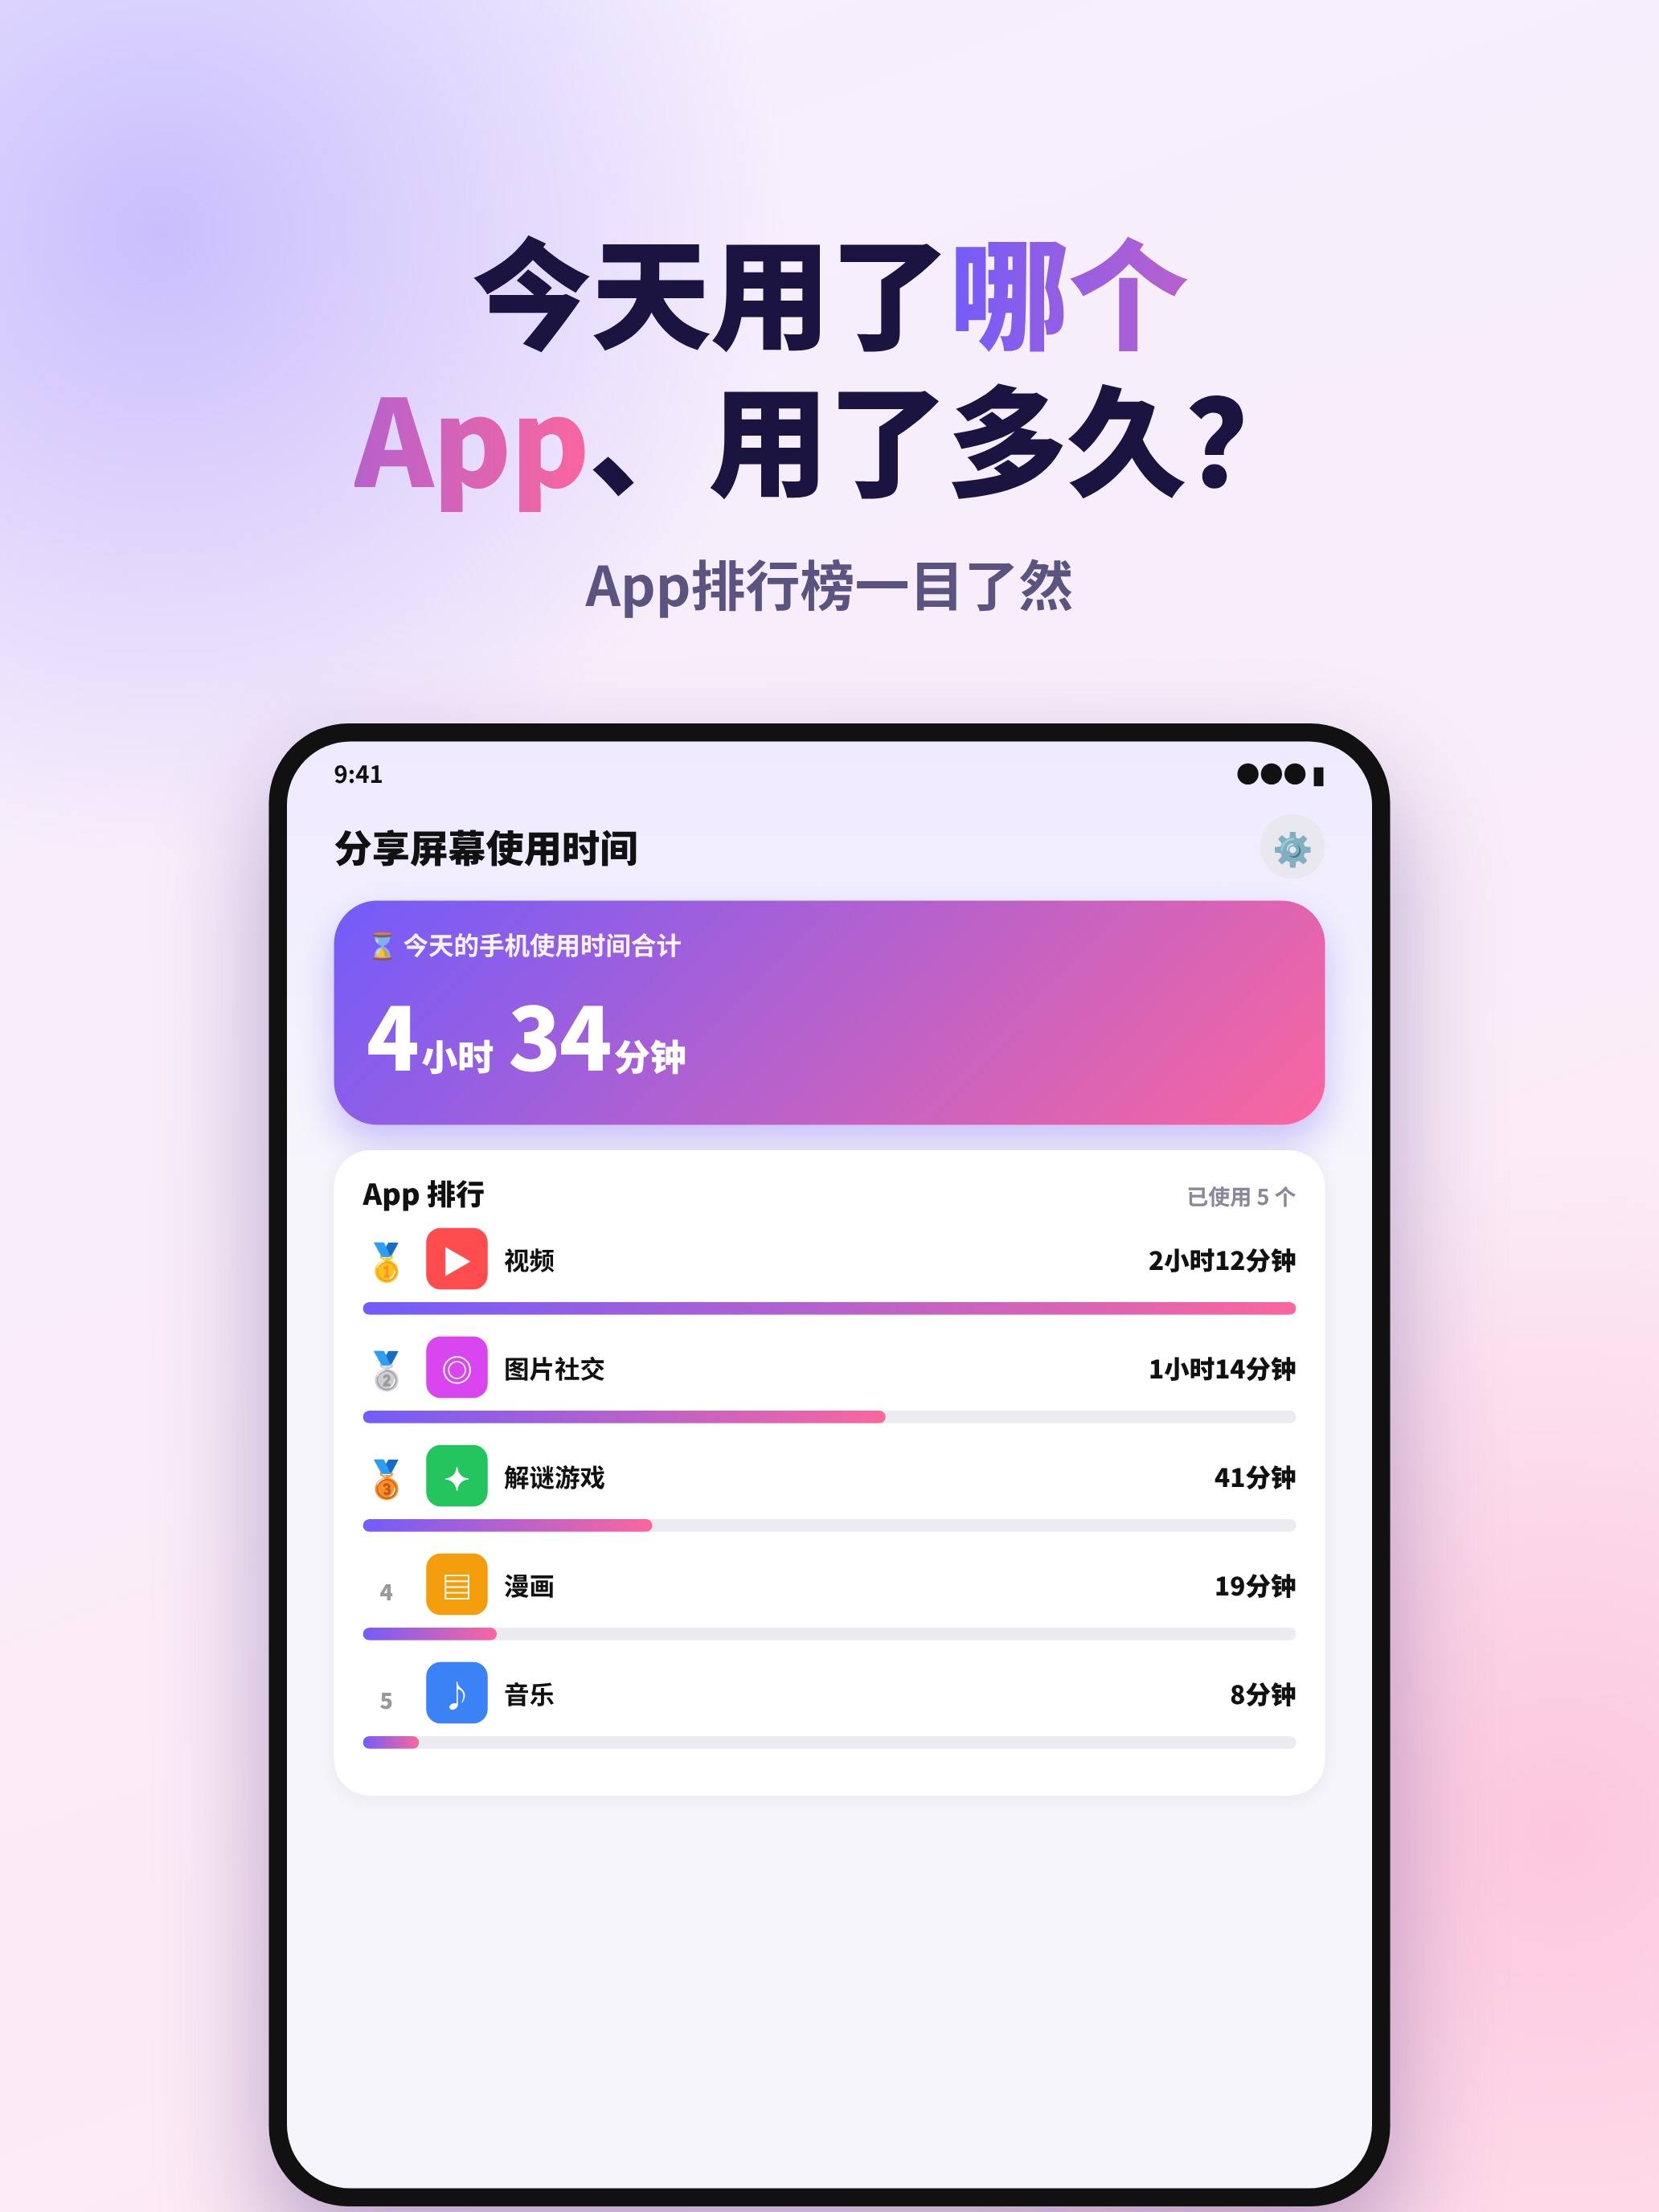 今天用了哪个
App、用了多久?
App排行榜一目了然
9:41
分享屏幕使用时间
今天的手机使用时间合计
4小时 34分钟
App 排行 已使用 5 个
1 视频 2小时12分钟
2 图片社交 1小时14分钟
3 解谜游戏 41分钟
4 漫画 19分钟
5 音乐 8分钟